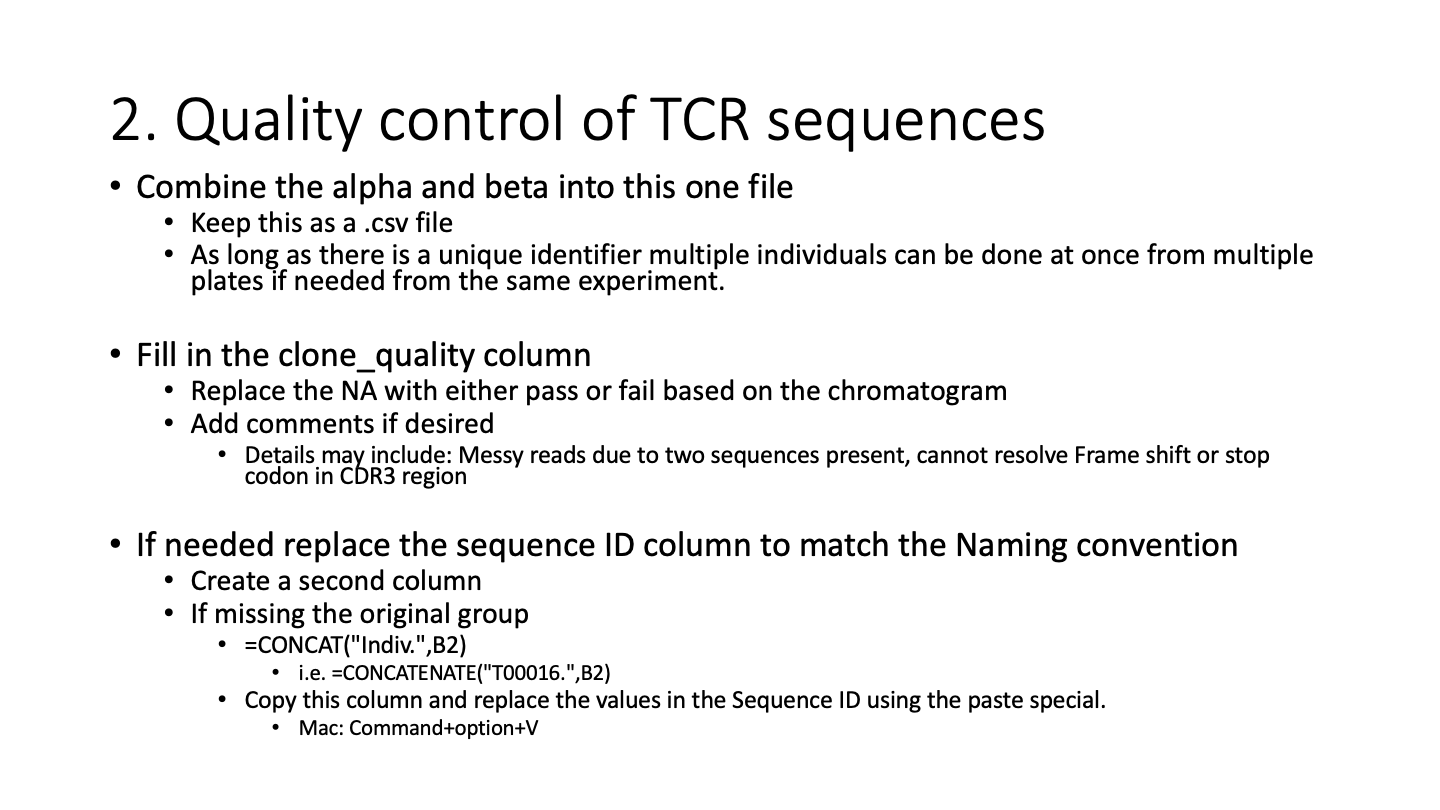 2. Quality control of TCR sequences
• Combine the alpha and beta into this one file
• Keep this as a .csv file
• As long as there is a unique identifier multiple individuals can be done at once from multiple
plates if needed from the same experiment.
• Fill in the clone_quality column
• Replace the NA with either pass or fail based on the chromatogram
• Add comments if desired
• Details may include: Messy reads due to two sequences present, cannot resolve Frame shift or stop
codon in CDR3 region
• If needed replace the sequence ID column to match the Naming convention
• Create a second column
• If missing the original group
• =CONCAT("Indiv.",B2)
• i.e. =CONCATENATE("T00016.",B2)
• Copy this column and replace the values in the Sequence ID using the paste special.
• Mac: Command+option+V